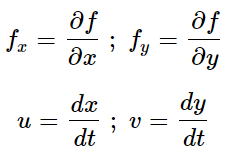 f_x = ∂f/∂x ; f_y = ∂f/∂y
u = dx/dt ; v = dy/dt